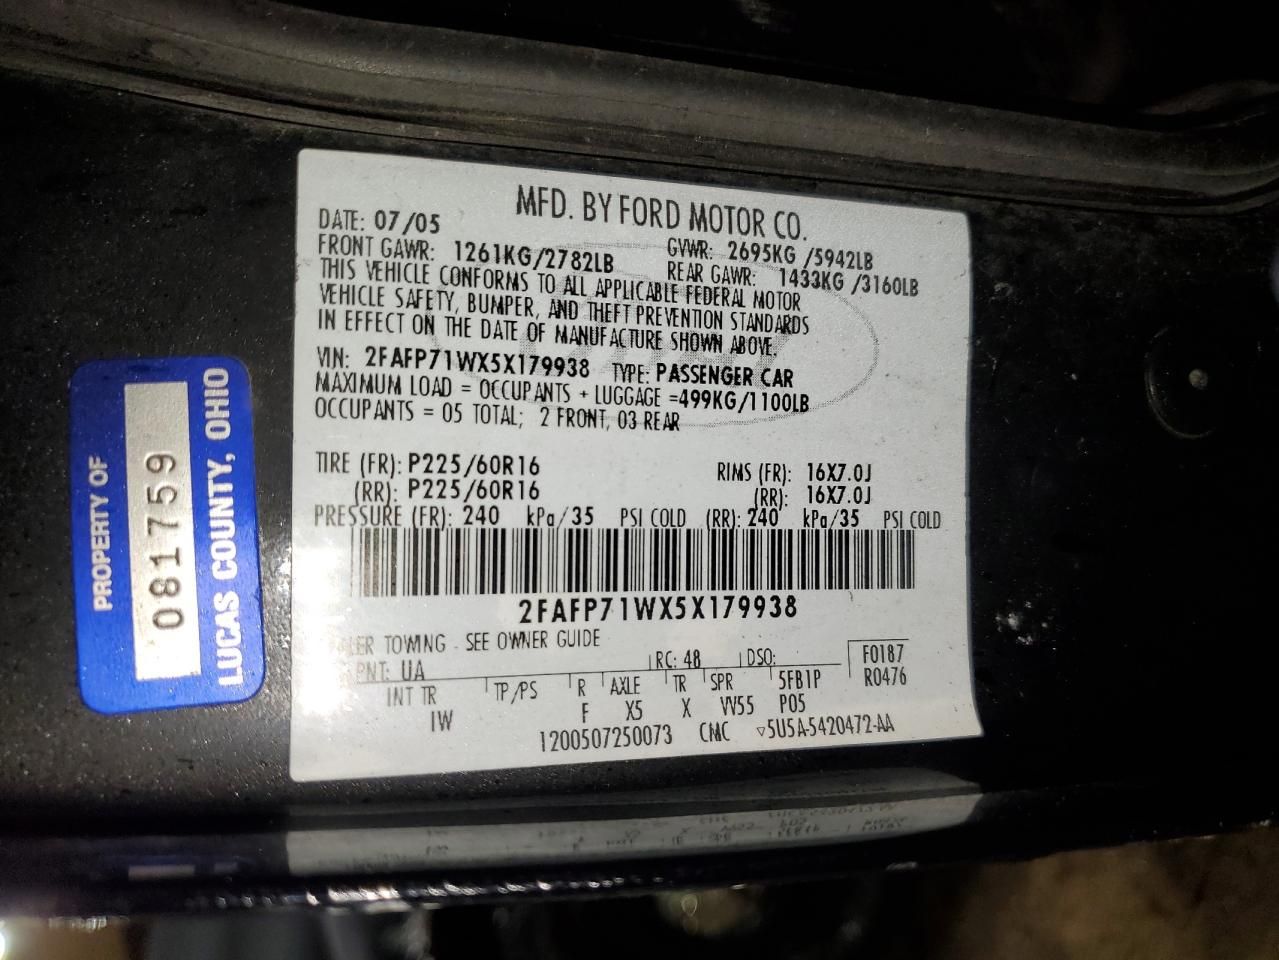 MFD. BY FORD MOTOR CO.
DATE: 07/05
FRONT GAWR: 1261KG/2782LB
GVWR: 2695KG /5942LB
REAR GAWR: 1433KG /3160LB
THIS VEHICLE CONFORMS TO ALL APPLICABLE FEDERAL MOTOR
VEHICLE SAFETY, BUMPER, AND THEFT PREVENTION STANDARDS
IN EFFECT ON THE DATE OF MANUFACTURE SHOWN ABOVE.
VIN: 2FAFP71WX5X179938 TYPE: PASSENGER CAR
MAXIMUM LOAD = OCCUPANTS + LUGGAGE =499KG/1100LB
OCCUPANTS = 05 TOTAL; 2 FRONT, 03 REAR
TIRE (FR): P225/60R16 RIMS (FR): 16X7.0J
(RR): P225/60R16 (RR): 16X7.0J
PRESSURE (FR): 240 kPa/35 PSI COLD (RR): 240 kPa/35 PSI COLD
2FAFP71WX5X179938
TOWING - SEE OWNER GUIDE
PNT: UA RC: 48 DSO: F0187
R0476
INT TR TP/PS R AXLE TR SPR 5FB1P
IW F X5 X VV55 P05
1200507250073 CMC ▽5U5A-5420472-AA
PROPERTY OF
081759
LUCAS COUNTY, OHIO